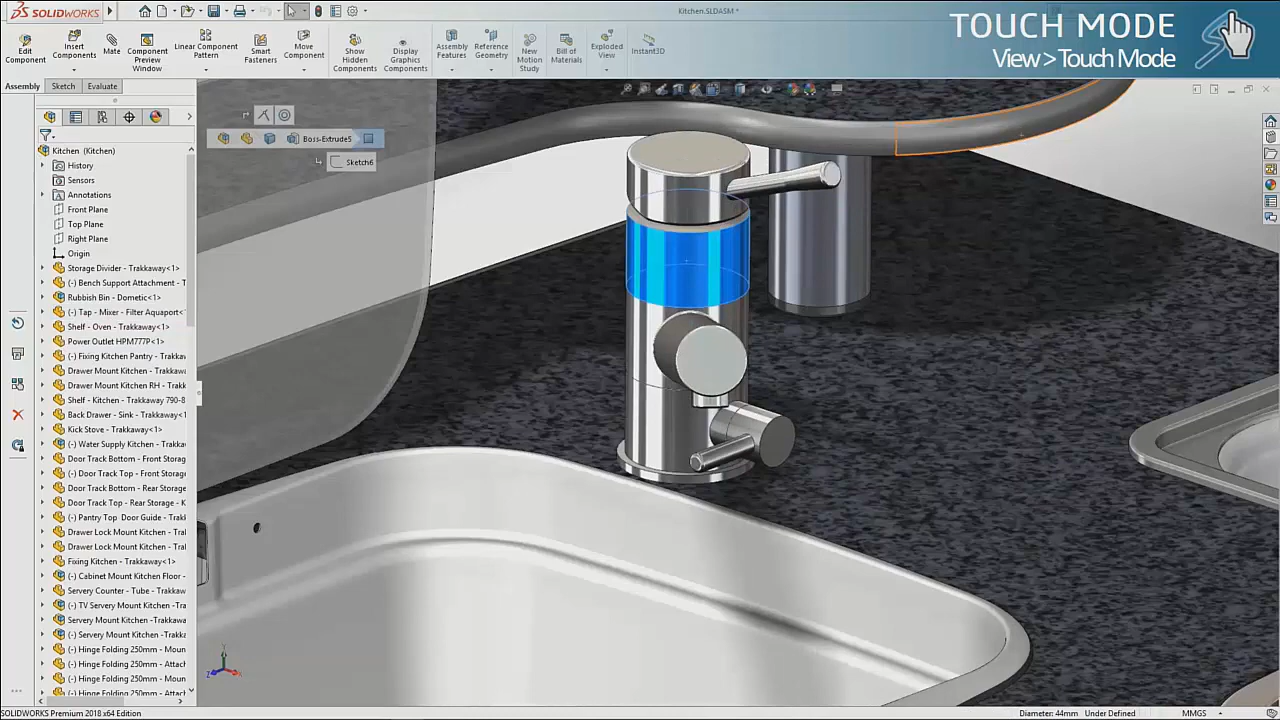 SOLIDWORKS
Kitchen.SLDASM *
TOUCH MODE
View > Touch Mode
Edit Component
Insert Components
Mate
Component Preview Window
Linear Component Pattern
Smart Fasteners
Move Component
Show Hidden Components
Display Graphics Components
Assembly Features
Reference Geometry
New Motion Study
Bill of Materials
Exploded View
Instant3D
Assembly
Sketch
Evaluate
Boss-Extrude5
Sketch6
Kitchen (Kitchen)
History
Sensors
Annotations
Front Plane
Top Plane
Right Plane
Origin
Storage Divider - Trakkaway<1>
(-) Bench Support Attachment - T
Rubbish Bin - Dometic<1>
(-) Tap - Mixer - Filter Aquaport<
Shelf - Oven - Trakkaway<1>
Power Outlet HPM777P<1>
(-) Fixing Kitchen Pantry - Trakkaw
Drawer Mount Kitchen - Trakkaw
Drawer Mount Kitchen RH - Trakk
Shelf - Kitchen - Trakkaway 790-8
Back Drawer - Sink - Trakkaway<1
Kick Stove - Trakkaway<1>
(-) Water Supply Kitchen - Trakkaw
Door Track Bottom - Front Storag
(-) Door Track Top - Front Storage
Door Track Bottom - Rear Storage
Door Track Top - Rear Storage - K
(-) Pantry Top Door Guide - Trakk
Drawer Lock Mount Kitchen - Tra
Drawer Lock Mount Kitchen - Tra
Fixing Kitchen - Trakkaway<1>
(-) Cabinet Mount Kitchen Floor -
Servery Counter - Tube - Trakkaw
(-) TV Servery Mount Kitchen -Tra
Servery Mount Kitchen - Trakkaw
(-) Servery Mount Kitchen -Trakka
(-) Hinge Folding 250mm - Moun
(-) Hinge Folding 250mm - Attach
(-) Hinge Folding 250mm - Moun
(-) Hinge Folding 250mm - Attach
SOLIDWORKS Premium 2018 x64 Edition
Diameter: 44mm
Under Defined
MMGS